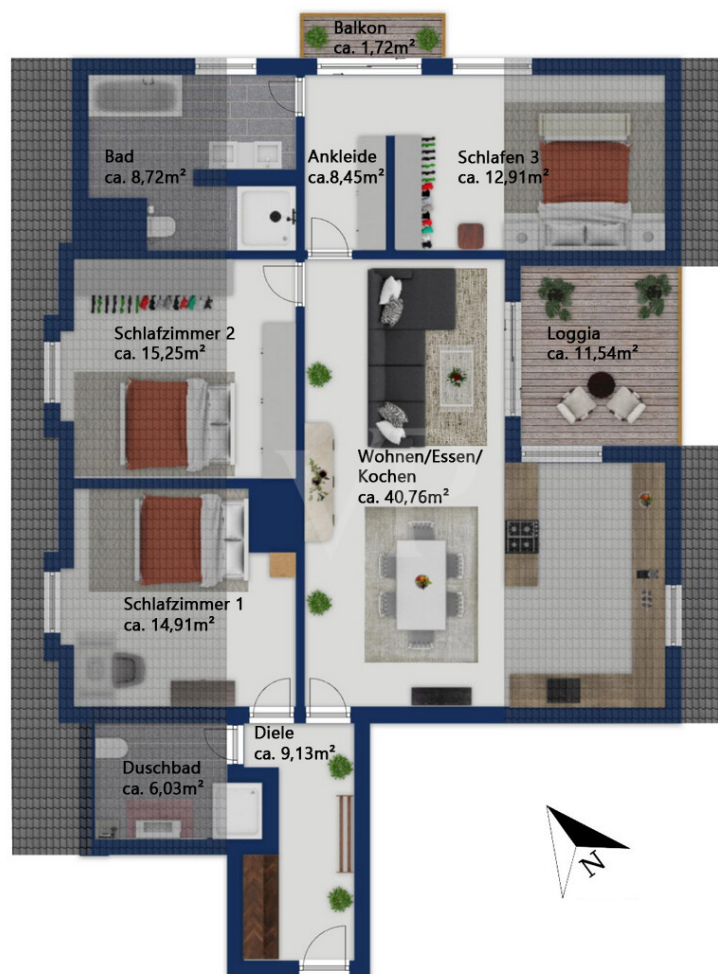 Balkon
ca. 1,72m²
Bad
ca. 8,72m²
Ankleide
ca.8,45m²
Schlafen 3
ca. 12,91m²
Schlafzimmer 2
ca. 15,25m²
Loggia
ca. 11,54m²
Wohnen/Essen/
Kochen
ca. 40,76m²
Schlafzimmer 1
ca. 14,91m²
Diele
ca. 9,13m²
Duschbad
ca. 6,03m²
N